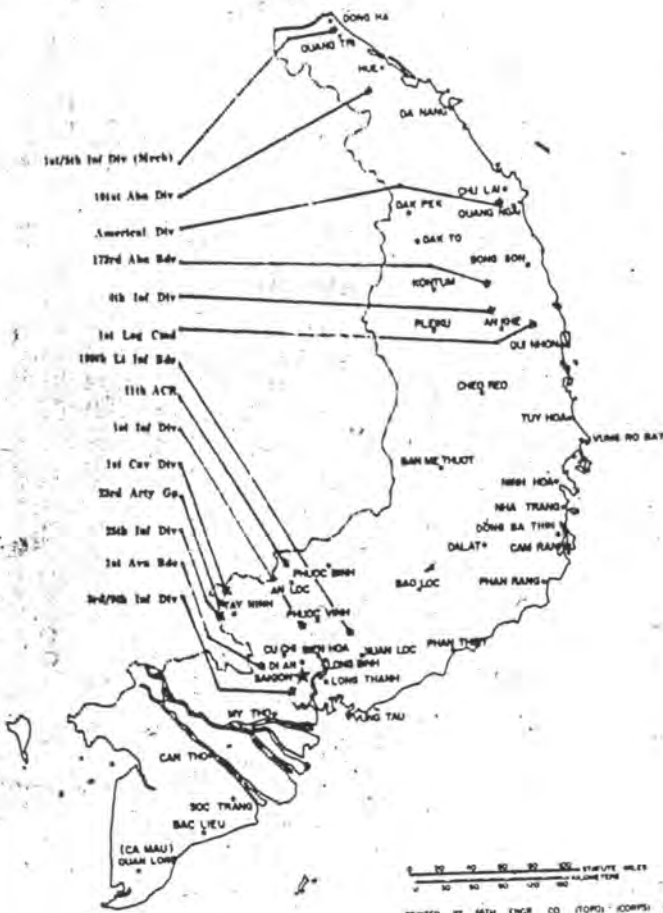 DONG HA
QUANG TRI
HUE
DA NANG
1st/5th Inf Div (Mech)
101st Abn Div
CHU LAI
DAK PEK
QUANG NGAI
Americal Div
DAK TO
173rd Abn Bde
BONG SON
KONTUM
4th Inf Div
PLEIKU
AN KHE
1st Log Cmd
QUI NHON
199th Li Inf Bde
11th ACR
CHEO REO
1st Inf Div
TUY HOA
VUNG RO BAY
1st Cav Div
BAN ME THUOT
23rd Arty Gp
NINH HOA
25th Inf Div
NHA TRANG
DONG BA THIN
1st Avn Bde
DALAT
CAM RANH
PHUOC BINH
3rd/9th Inf Div
AN LOC
BAO LOC
PHAN RANG
TAY NINH
PHUOC VINH
CU CHI
BIEN HOA
XUAN LOC
PHAN THIET
DI AN
LONG BINH
SAIGON
LONG THANH
MY THO
VUNG TAU
CAN THO
SOC TRANG
BAC LIEU
(CA MAU)
QUAN LONG
STATUTE MILES
KILOMETERS
ENGR CO (TOPO) (CORPS)